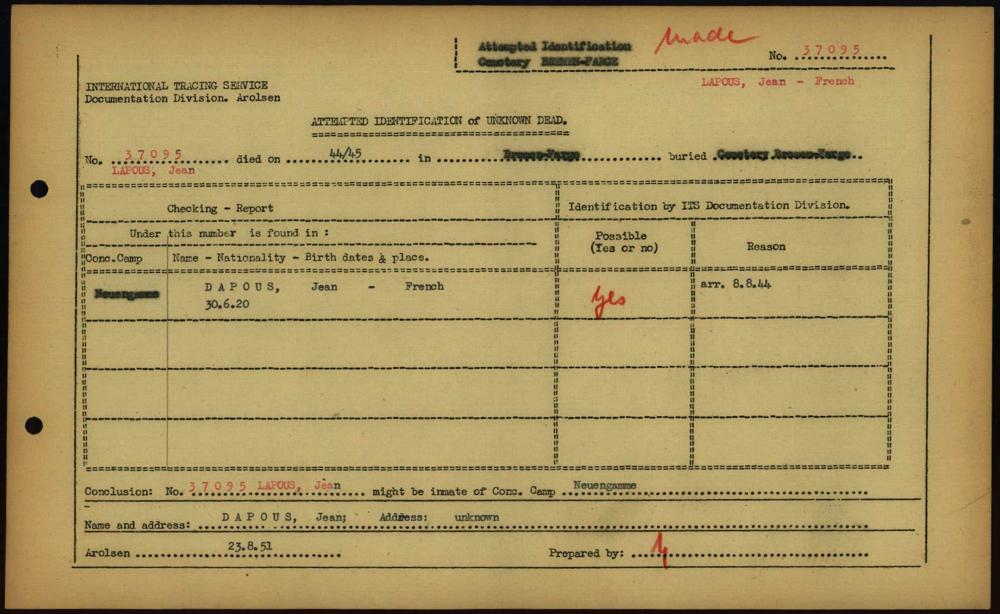 Attempted Identification
Cemetery BREMEN-FARGE
made
No. 37095
LAPOUS, Jean - French
INTERNATIONAL TRACING SERVICE
Documentation Division. Arolsen
ATTEMPTED IDENTIFICATION of UNKNOWN DEAD.
No. 37095 died on 44/45 in Bremen-Farge buried Cemetery Bremen-Farge
LAPOUS, Jean
Checking - Report
Identification by ITS Documentation Division.
Under this number is found in :
Possible
(Yes or no)
Reason
Conc.Camp
Name - Nationality - Birth dates & place.
Neuengamme
DAPOUS, Jean - French
30.6.20
Yes
arr. 8.8.44
Conclusion: No. 37095 LAPOUS, Jean might be inmate of Conc. Camp Neuengamme
Name and address: DAPOUS, Jean; Address: unknown
Arolsen 23.8.51 Prepared by: